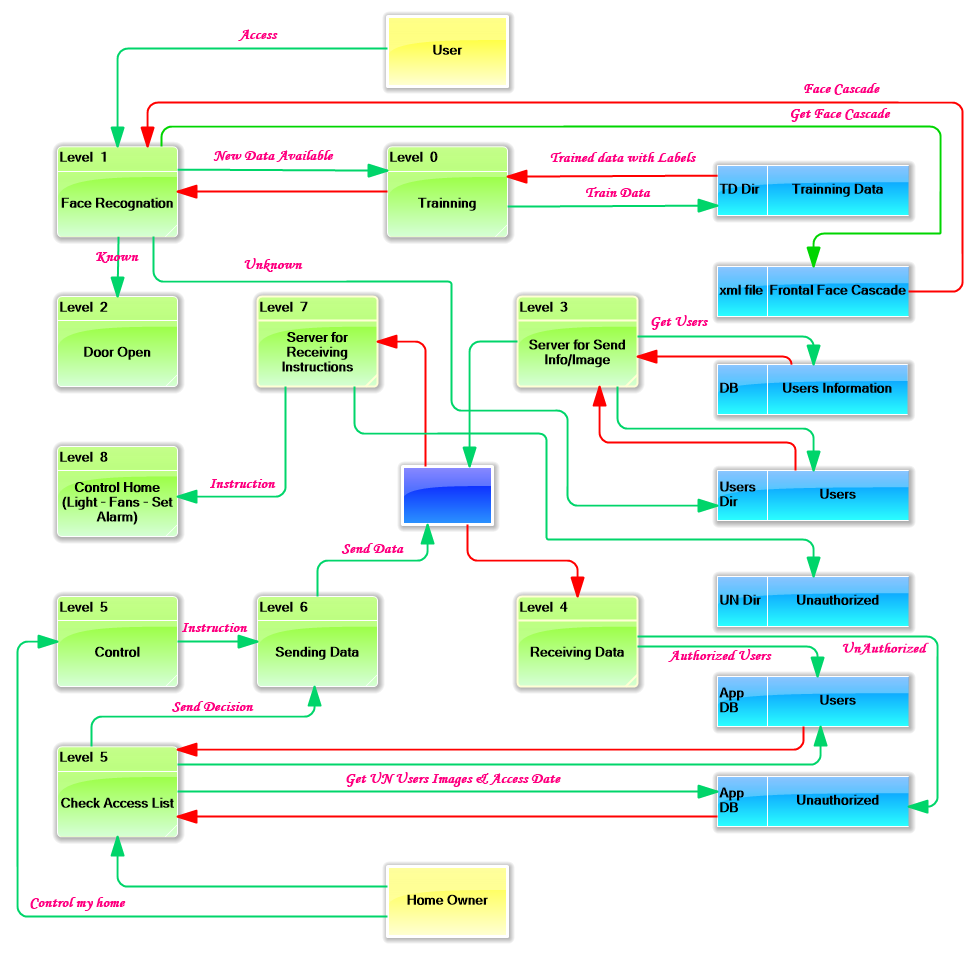 Access
User
Face Cascade
Get Face Cascade
Level 1
Face Recognation
New Data Available
Level 0
Trainning
Trained data with Labels
Train Data
TD Dir
Trainning Data
Known
Unknown
xml file
Frontal Face Cascade
Level 2
Door Open
Level 7
Server for
Receiving
Instructions
Level 3
Server for Send
Info/Image
Get Users
DB
Users Information
Level 8
Control Home
(Light - Fans - Set
Alarm)
Instruction
Users
Dir
Users
Send Data
UN Dir
Unauthorized
Level 5
Control
Instruction
Level 6
Sending Data
Level 4
Receiving Data
Authorized Users
UnAuthorized
App
DB
Users
Send Decision
Level 5
Check Access List
Get UN Users Images & Access Date
App
DB
Unauthorized
Home Owner
Control my home